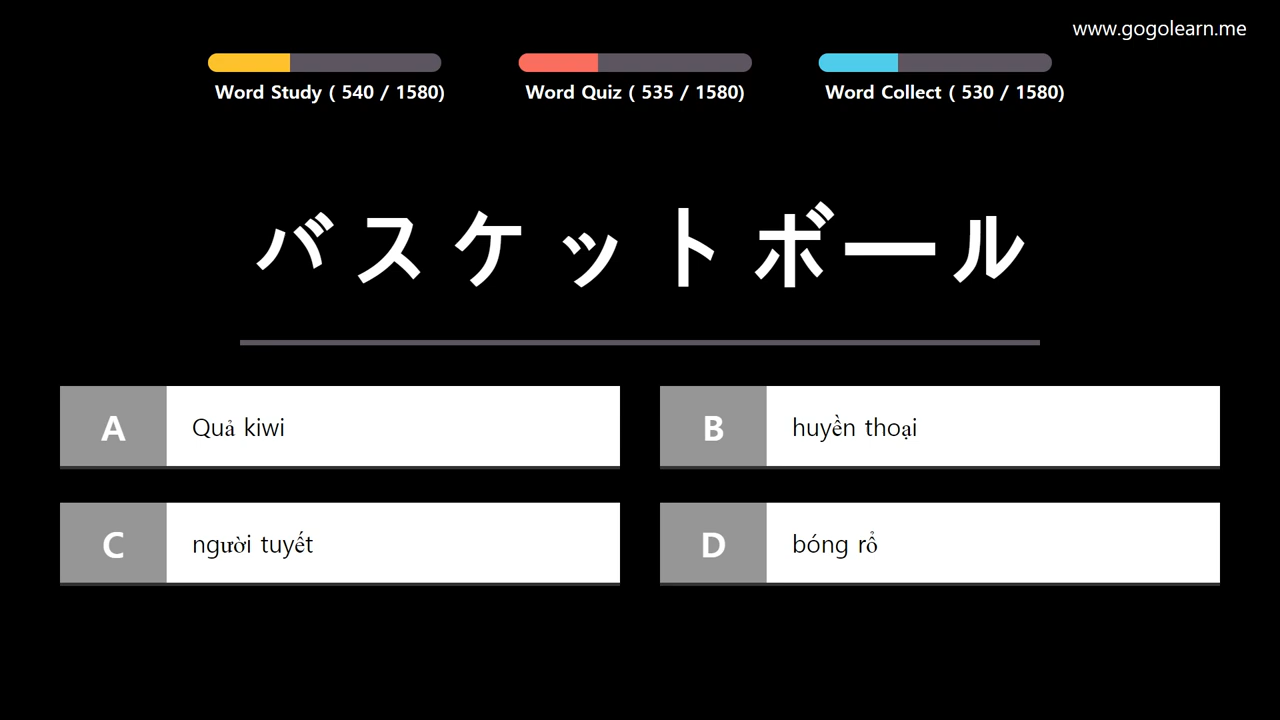 www.gogolearn.me
Word Study ( 540 / 1580)
Word Quiz ( 535 / 1580)
Word Collect ( 530 / 1580)
バスケットボール
A Quả kiwi
B huyền thoại
C người tuyết
D bóng rổ